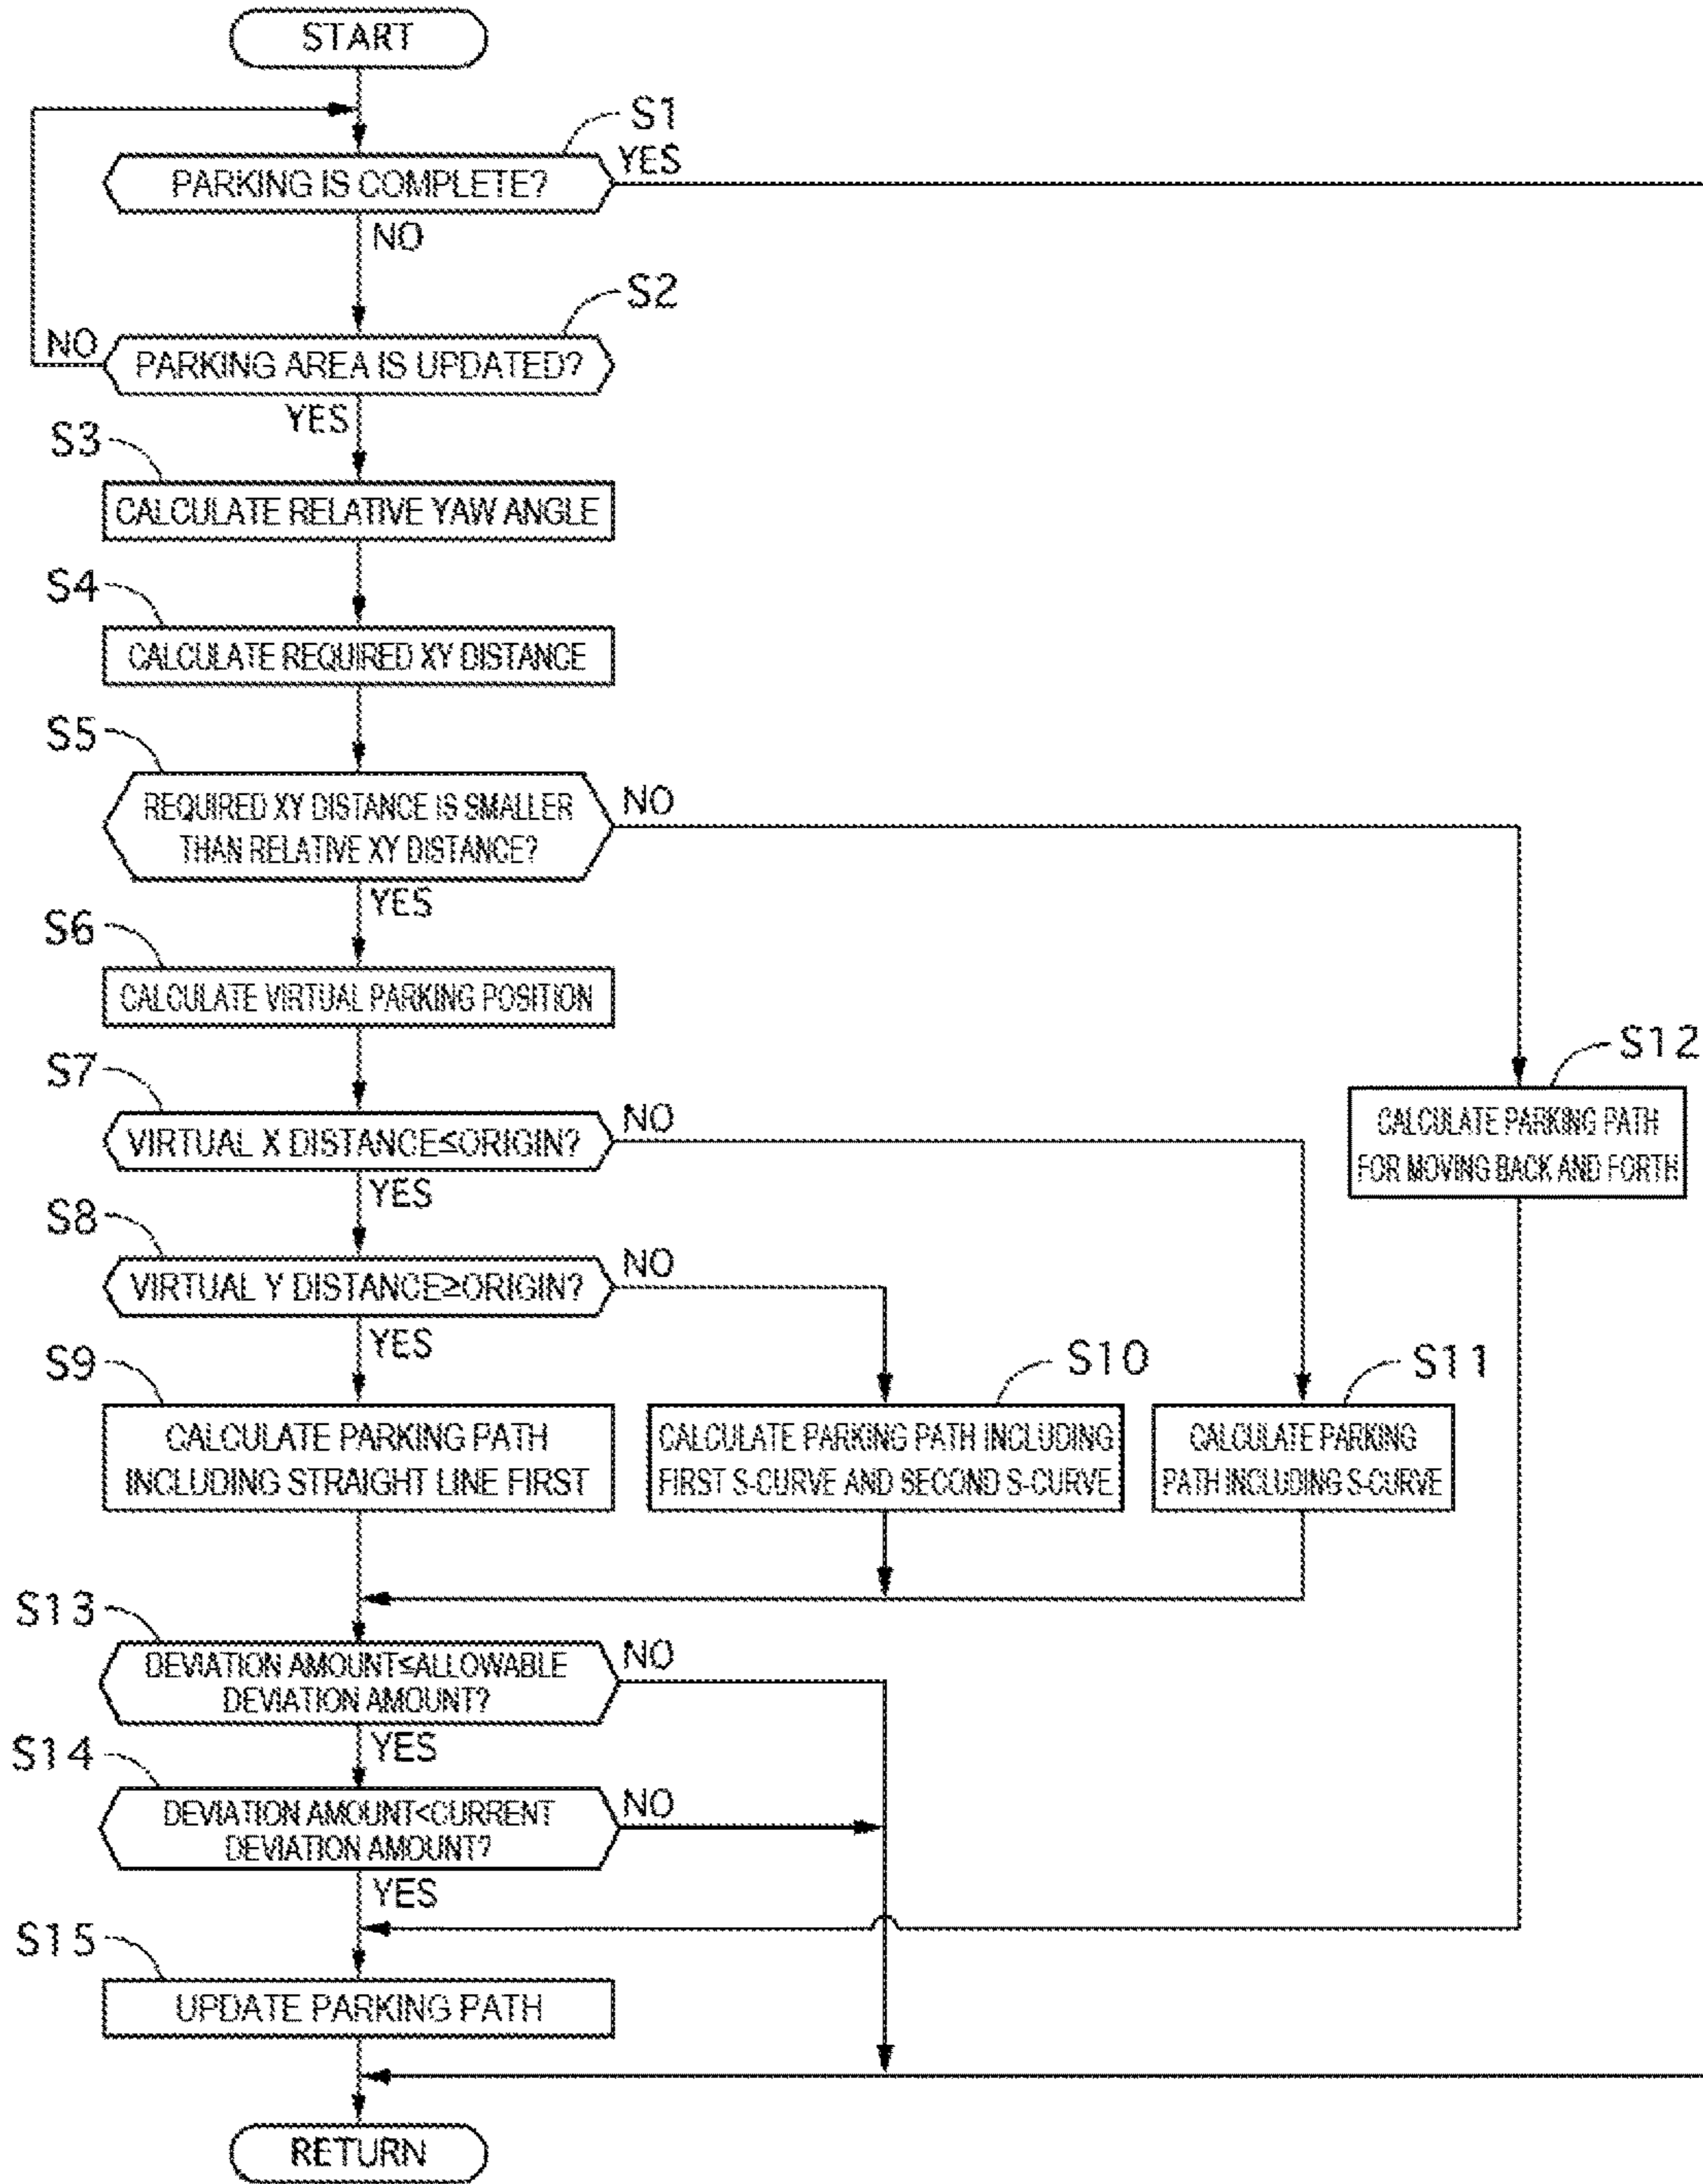 START
S1
PARKING IS COMPLETE?
YES
NO
S2
NO
PARKING AREA IS UPDATED?
YES
S3
CALCULATE RELATIVE YAW ANGLE
S4
CALCULATE REQUIRED XY DISTANCE
S5
REQUIRED XY DISTANCE IS SMALLER
THAN RELATIVE XY DISTANCE?
NO
YES
S6
CALCULATE VIRTUAL PARKING POSITION
S12
CALCULATE PARKING PATH
FOR MOVING BACK AND FORTH
S7
VIRTUAL X DISTANCE≤ORIGIN?
NO
YES
S8
VIRTUAL Y DISTANCE≥ORIGIN?
NO
YES
S9
CALCULATE PARKING PATH
INCLUDING STRAIGHT LINE FIRST
S10
CALCULATE PARKING PATH INCLUDING
FIRST S-CURVE AND SECOND S-CURVE
S11
CALCULATE PARKING
PATH INCLUDING S-CURVE
S13
DEVIATION AMOUNT≤ALLOWABLE
DEVIATION AMOUNT?
NO
YES
S14
DEVIATION AMOUNT<CURRENT
DEVIATION AMOUNT?
NO
YES
S15
UPDATE PARKING PATH
RETURN